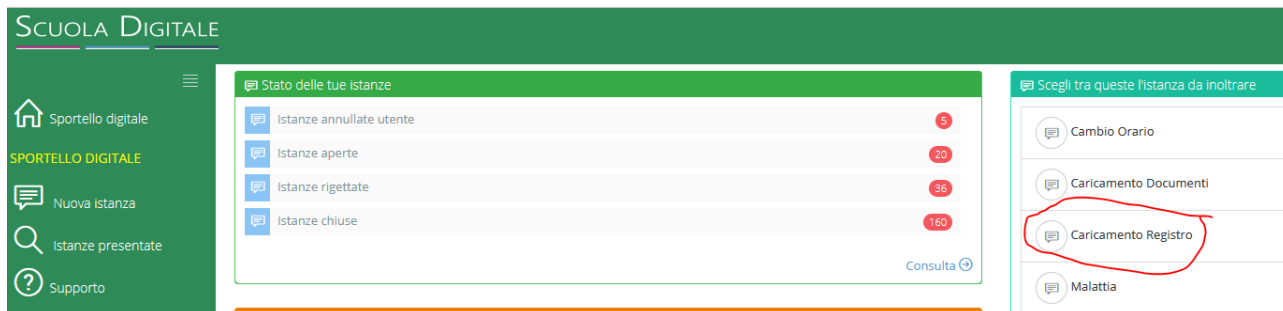 SCUOLA DIGITALE
Sportello digitale
SPORTELLO DIGITALE
Nuova istanza
Istanze presentate
Supporto
Stato delle tue istanze
Istanze annullate utente 5
Istanze aperte 20
Istanze rigettate 36
Istanze chiuse 160
Consulta
Scegli tra queste l'istanza da inoltrare
Cambio Orario
Caricamento Documenti
Caricamento Registro
Malattia